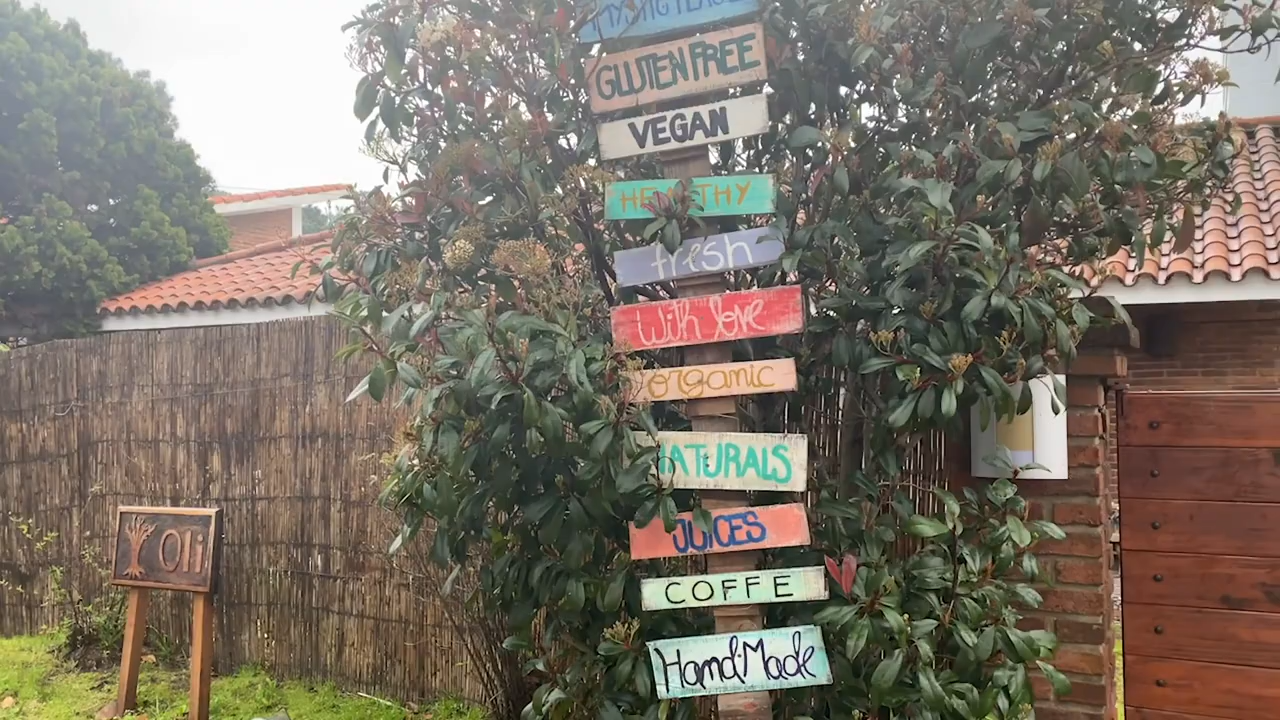 GLUTEN FREE
VEGAN
HEALTHY
fresh
With love
organic
NATURALS
JUICES
COFFE
HandMade
Oli